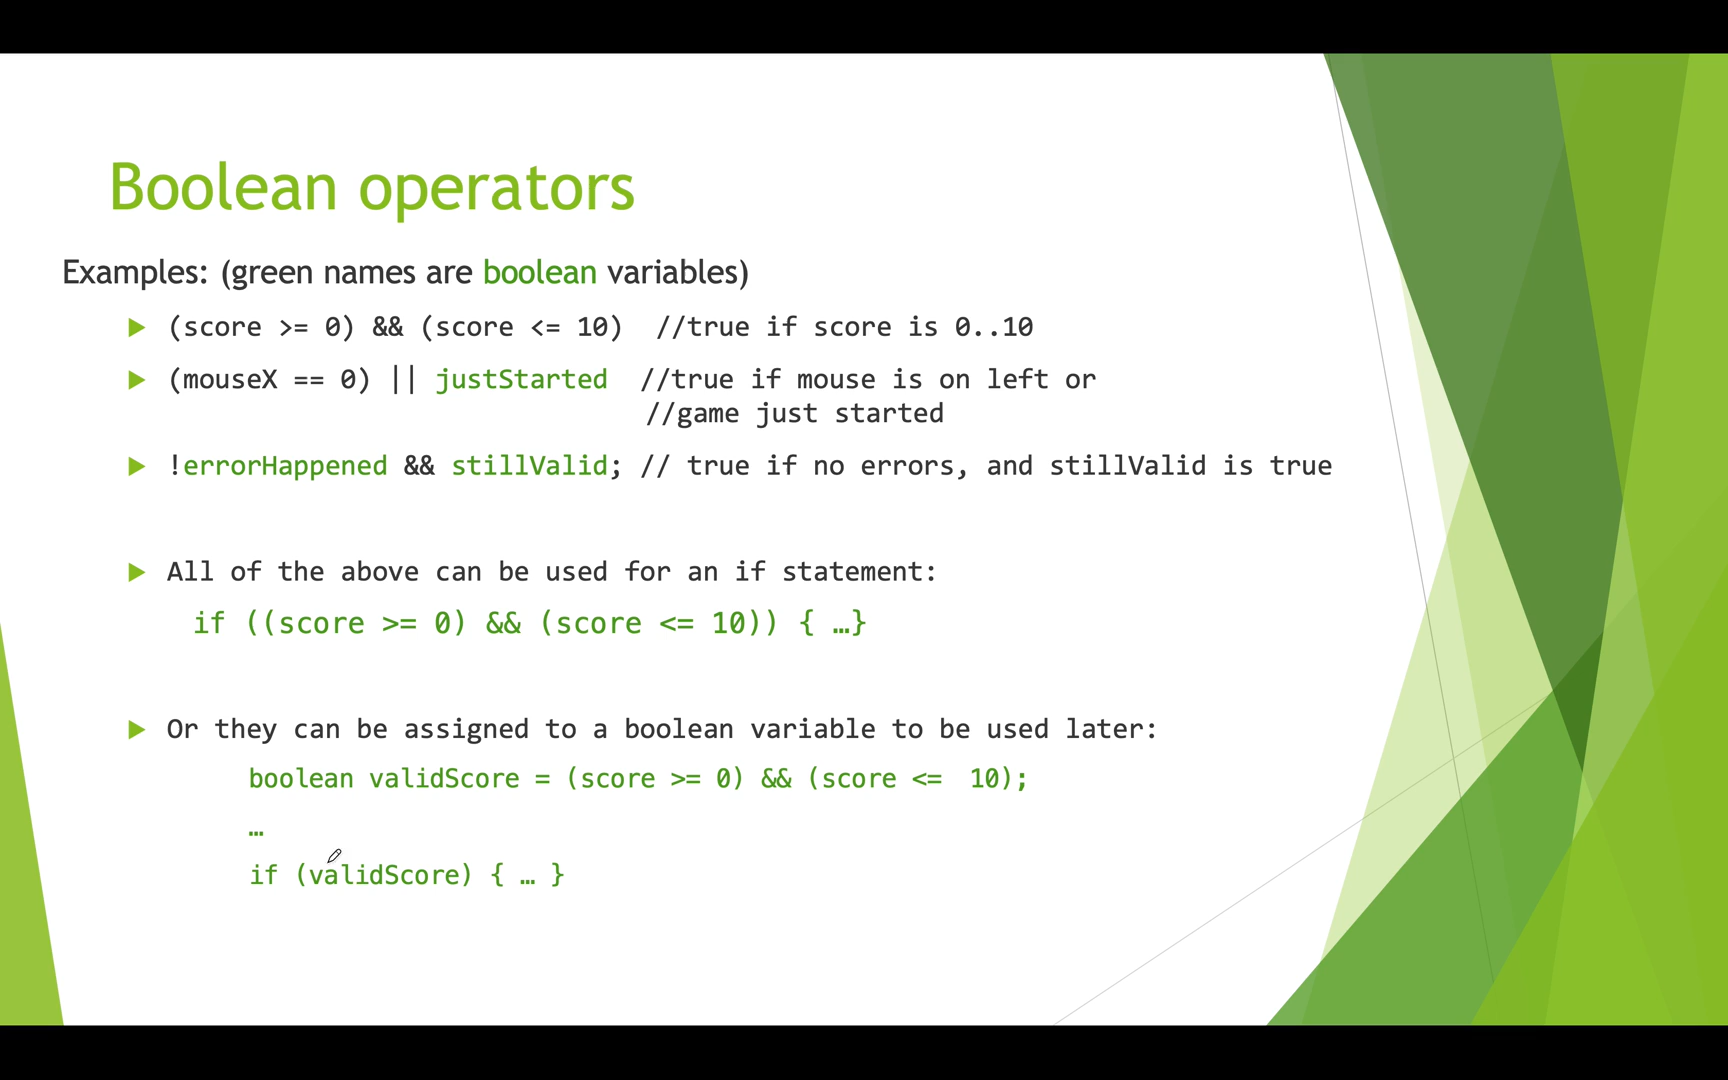 Boolean operators
Examples: (green names are boolean variables)
(score >= 0) && (score <= 10)  //true if score is 0..10
(mouseX == 0) || justStarted  //true if mouse is on left or
//game just started
!errorHappened && stillValid; // true if no errors, and stillValid is true
All of the above can be used for an if statement:
if ((score >= 0) && (score <= 10)) { …}
Or they can be assigned to a boolean variable to be used later:
boolean validScore = (score >= 0) && (score <=  10);
…
if (validScore) { … }